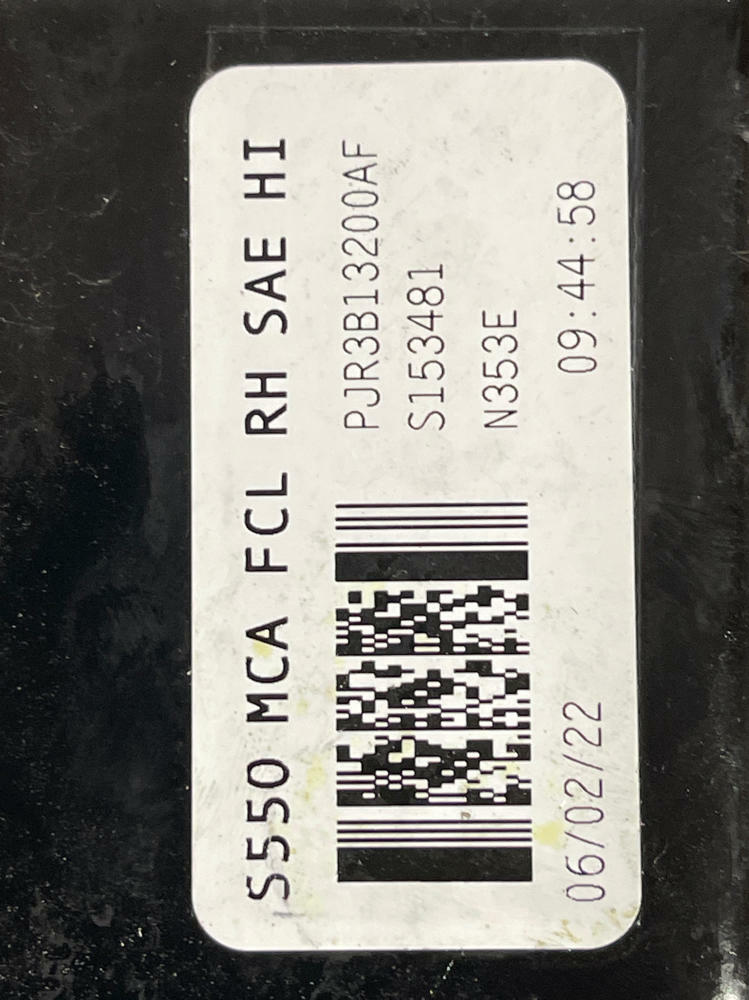 S550 MCA FCL RH SAE HI
PJR3B13200AF
S153481
N353E
06/02/22 09:44:58